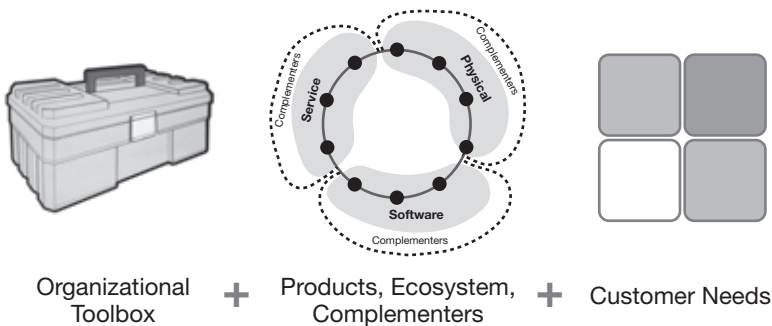 Complementers
Service
Physical
Complementers
Software
Complementers
Organizational
Toolbox
+
Products, Ecosystem,
Complementers
+
Customer Needs